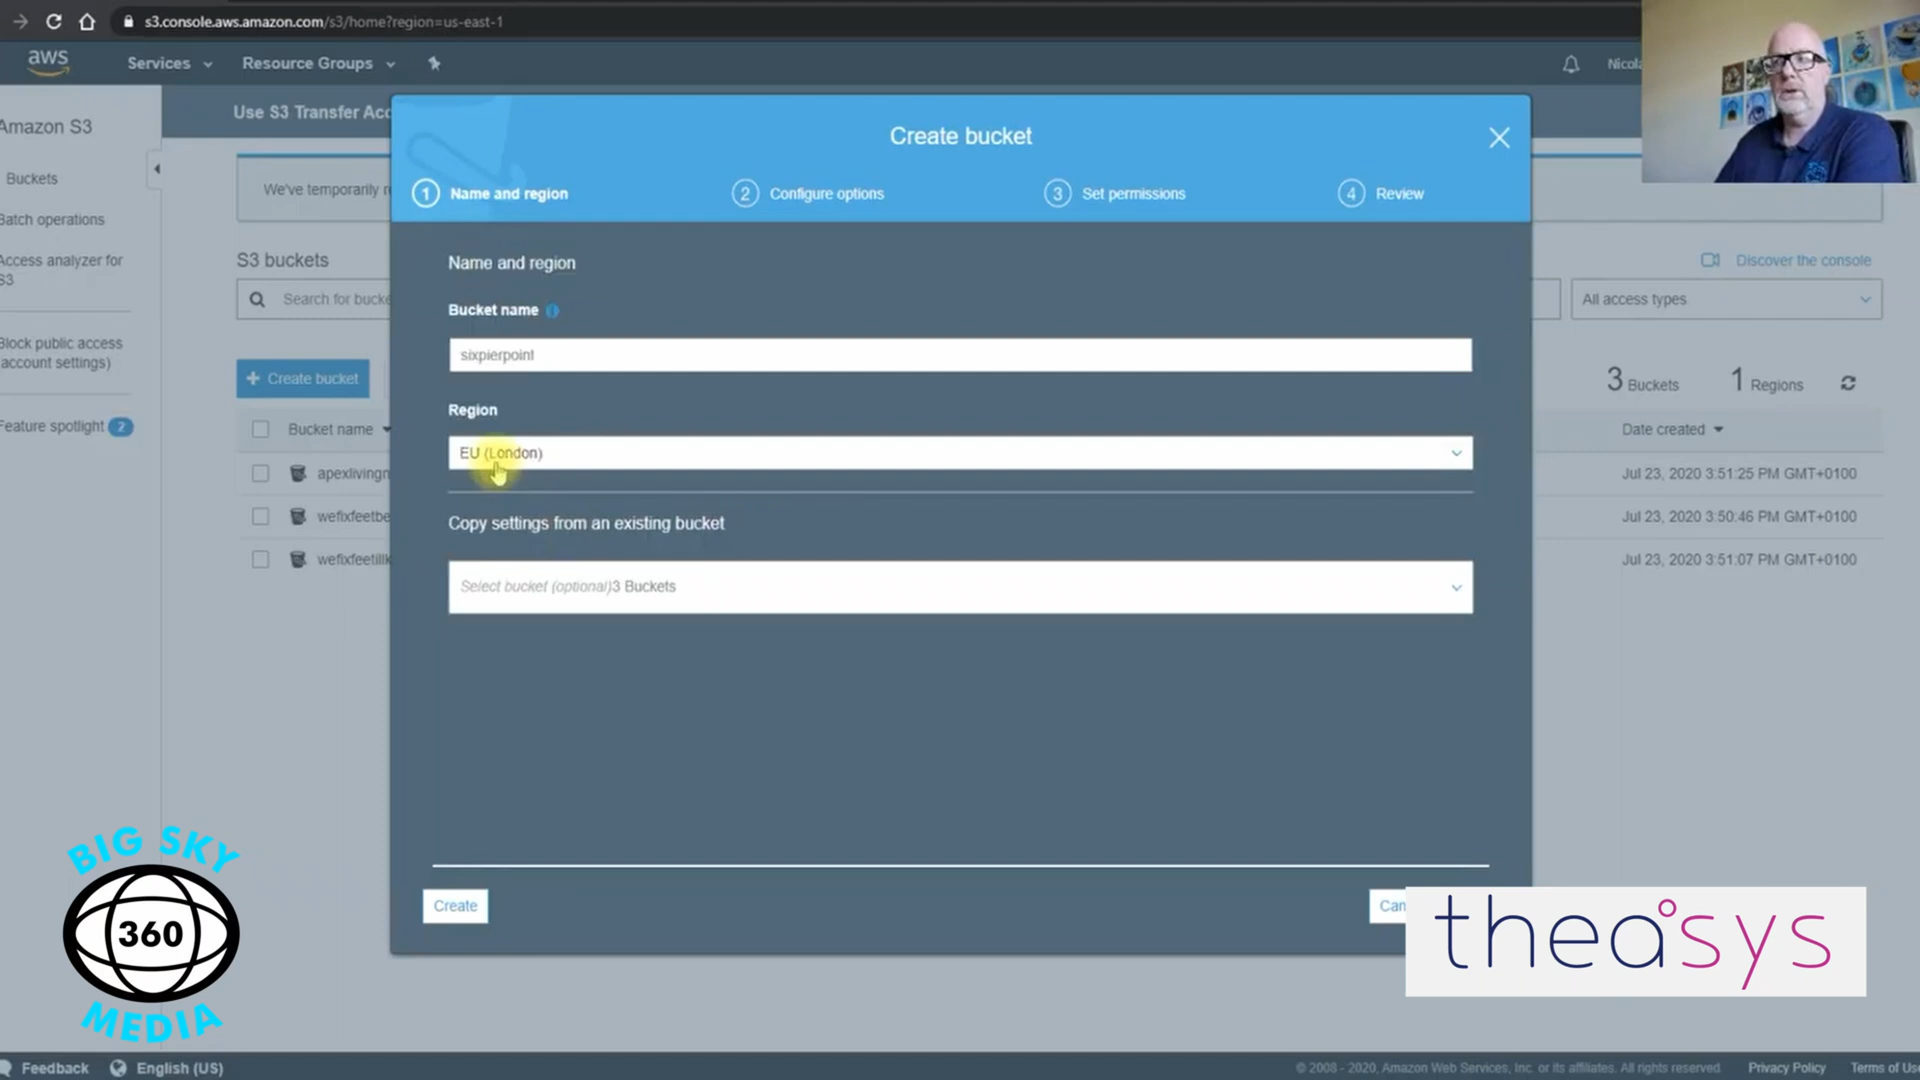 s3.console.aws.amazon.com/s3/home?region=us-east-1
aws
Services
Resource Groups
Amazon S3
Buckets
Batch operations
Access analyzer for
S3
Block public access
(account settings)
Feature spotlight 2
Use S3 Transfer Acc
We've temporarily r
S3 buckets
Search for bucke
Create bucket
Bucket name
apexlivingn
wefixfeetbe
wefixfeetillk
Create bucket
1 Name and region
2 Configure options
3 Set permissions
4 Review
Name and region
Bucket name
sixpierpoint
Region
EU (London)
Copy settings from an existing bucket
Select bucket (optional)3 Buckets
Create
Can
Discover the console
All access types
3 Buckets
1 Regions
Date created
Jul 23, 2020 3:51:25 PM GMT+0100
Jul 23, 2020 3:50:46 PM GMT+0100
Jul 23, 2020 3:51:07 PM GMT+0100
BIG SKY
360
MEDIA
theasys
Feedback
English (US)
© 2008 - 2020, Amazon Web Services, Inc. or its affiliates. All rights reserved.
Privacy Policy
Terms of Use